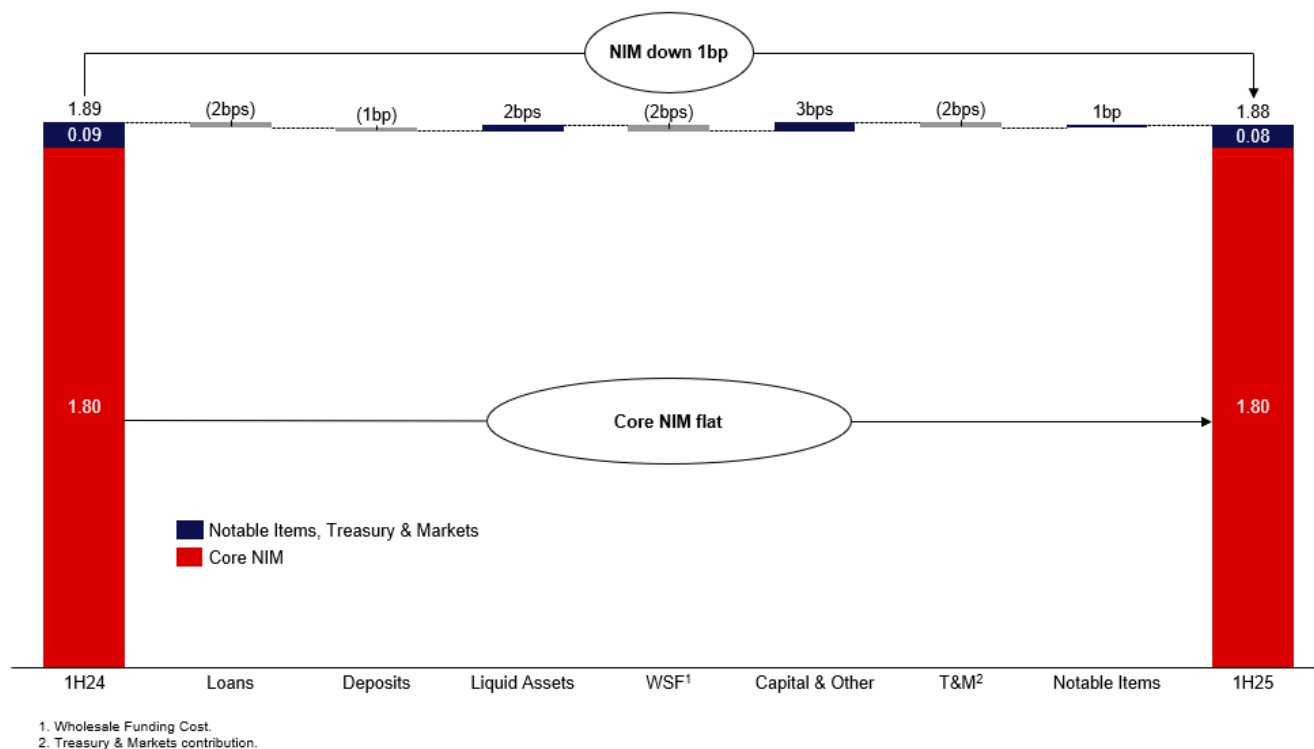 NIM down 1bp
1.89 (2bps) (1bp) 2bps (2bps) 3bps (2bps) 1bp 1.88
0.09 0.08
1.80 Core NIM flat 1.80
Notable Items, Treasury & Markets
Core NIM
1H24 Loans Deposits Liquid Assets WSF¹ Capital & Other T&M² Notable Items 1H25
1. Wholesale Funding Cost.
2. Treasury & Markets contribution.